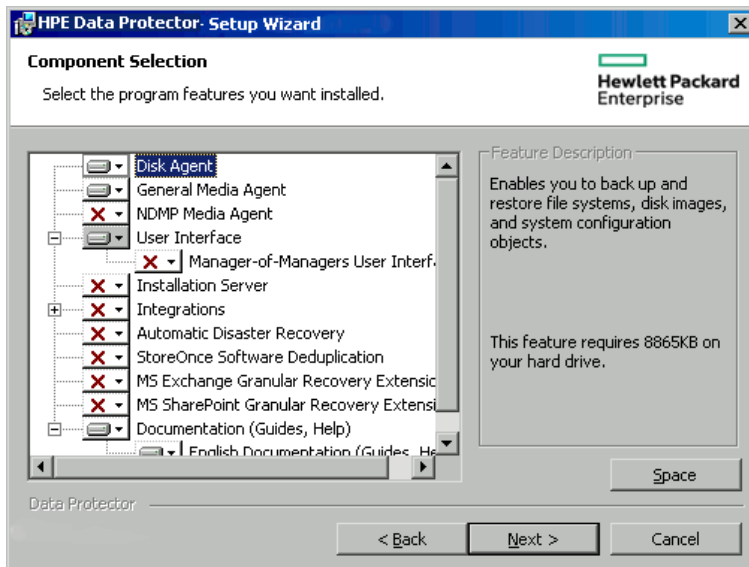 HPE Data Protector- Setup Wizard
Component Selection
Select the program features you want installed.
Hewlett Packard
Enterprise
Disk Agent
General Media Agent
NDMP Media Agent
User Interface
Manager-of-Managers User Interf
Installation Server
Integrations
Automatic Disaster Recovery
StoreOnce Software Deduplication
MS Exchange Granular Recovery Extensic
MS SharePoint Granular Recovery Extensi
Documentation (Guides, Help)
English Documentation (Guides, He
Feature Description
Enables you to back up and
restore file systems, disk images,
and system configuration
objects.
This feature requires 8865KB on
your hard drive.
Space
Data Protector
< Back
Next >
Cancel